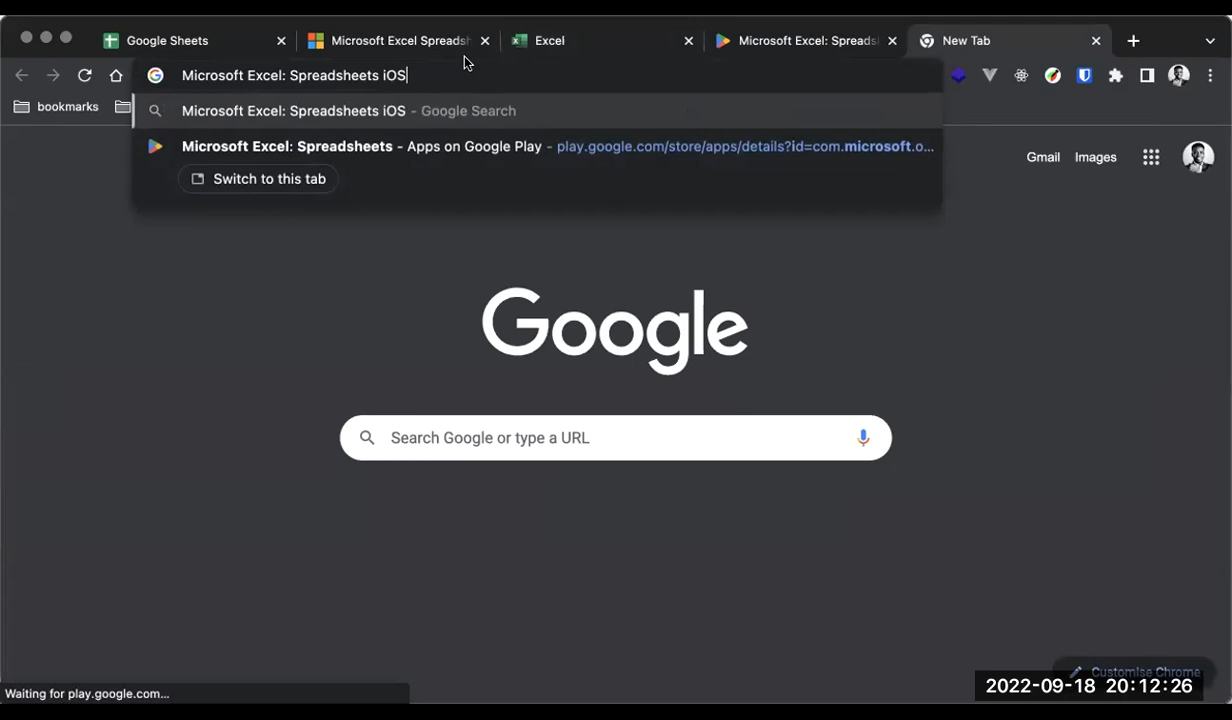 Google Sheets
Microsoft Excel Spreadsh
Excel
Microsoft Excel: Spreads
New Tab
Microsoft Excel: Spreadsheets iOS
bookmarks
Microsoft Excel: Spreadsheets iOS - Google Search
Microsoft Excel: Spreadsheets - Apps on Google Play - play.google.com/store/apps/details?id=com.microsoft.o...
Switch to this tab
Gmail Images
Google
Search Google or type a URL
Customise Chrome
Waiting for play.google.com...
2022-09-18 20:12:26